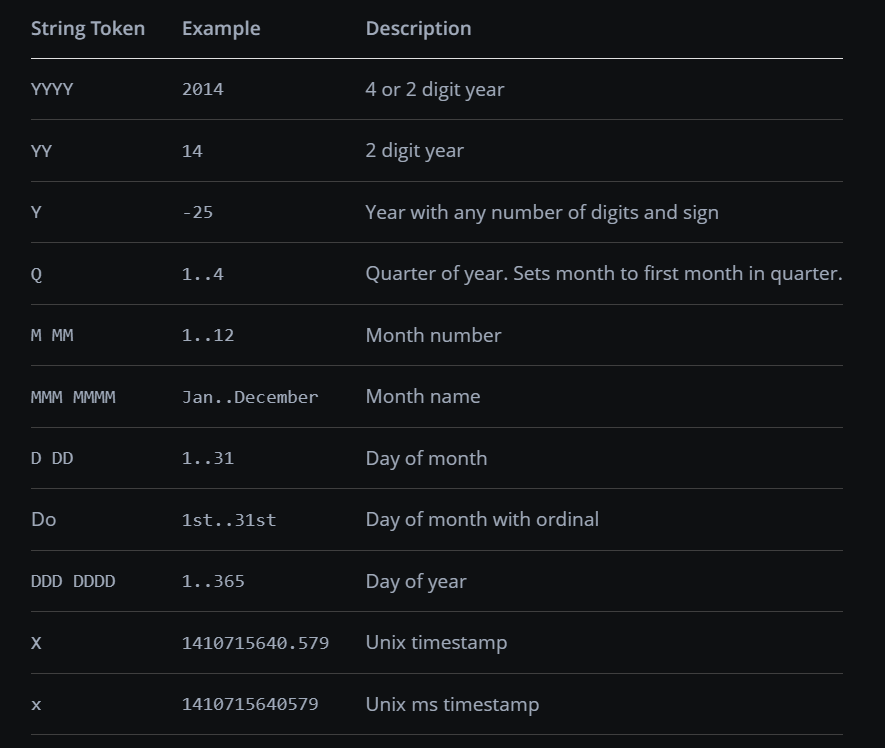 String Token Example Description
YYYY 2014 4 or 2 digit year
YY 14 2 digit year
Y -25 Year with any number of digits and sign
Q 1..4 Quarter of year. Sets month to first month in quarter.
M MM 1..12 Month number
MMM MMMM Jan..December Month name
D DD 1..31 Day of month
Do 1st..31st Day of month with ordinal
DDD DDDD 1..365 Day of year
X 1410715640.579 Unix timestamp
x 1410715640579 Unix ms timestamp